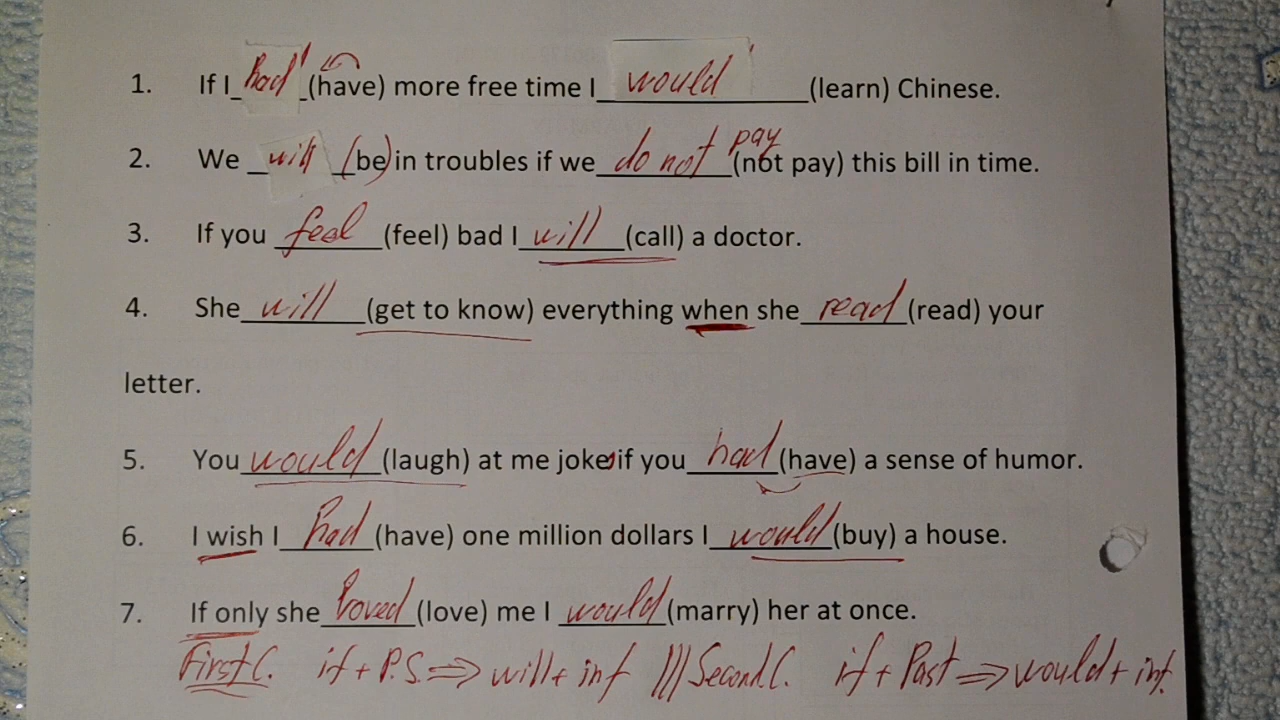 1. If I had (have) more free time I would (learn) Chinese.
2. We will (be) in troubles if we do not pay (not pay) this bill in time.
3. If you feel (feel) bad I will (call) a doctor.
4. She will (get to know) everything when she read (read) your
letter.
5. You would (laugh) at me joke if you had (have) a sense of humor.
6. I wish I had (have) one million dollars I would (buy) a house.
7. If only she loved (love) me I would (marry) her at once.
First C. if + P.S. => will + inf ||| Second C. if + Past => would + inf.